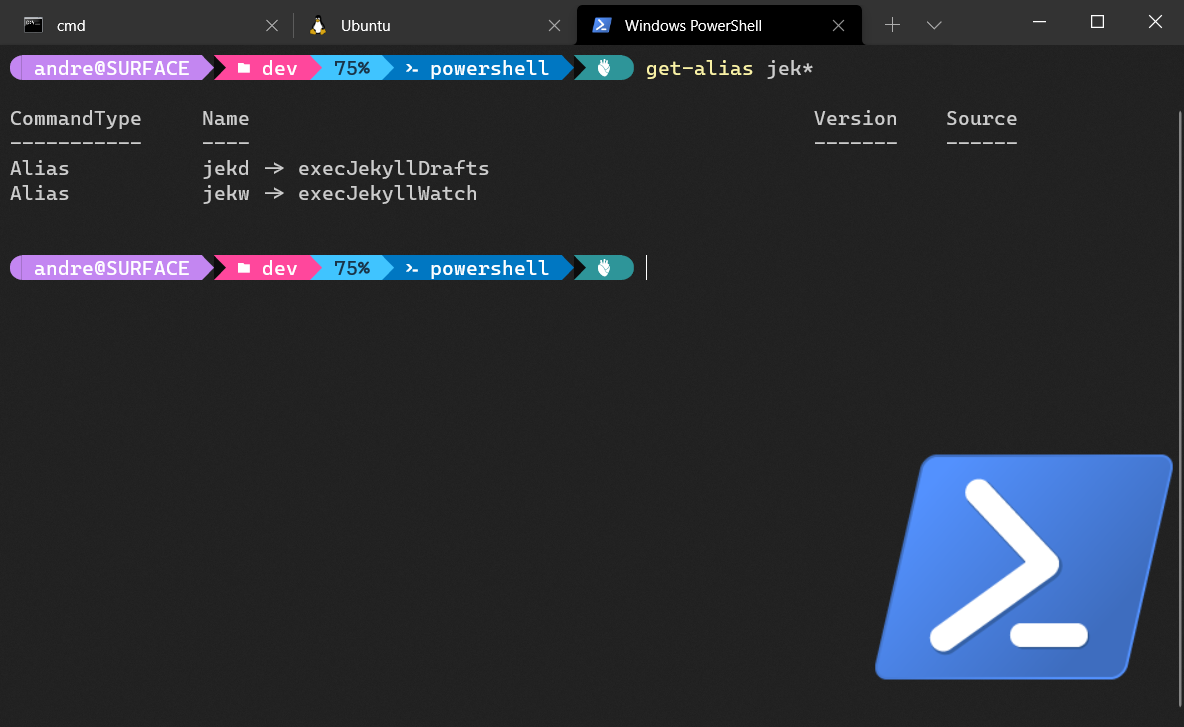 cmd Ubuntu Windows PowerShell
andre@SURFACE dev 75% powershell get-alias jek*
CommandType Name Version Source
----------- ---- ------- ------
Alias jekd -> execJekyllDrafts
Alias jekw -> execJekyllWatch
andre@SURFACE dev 75% powershell